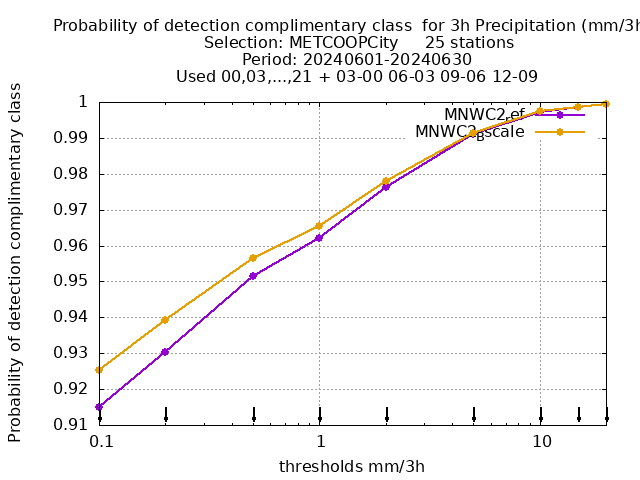 Probability of detection complimentary class for 3h Precipitation (mm/3h
Selection: METCOOPCity 25 stations
Period: 20240601-20240630
Used 00,03,...,21 + 03-00 06-03 09-06 12-09
Probability of detection complimentary class
1
0.99
0.98
0.97
0.96
0.95
0.94
0.93
0.92
0.91
0.1
1
10
thresholds mm/3h